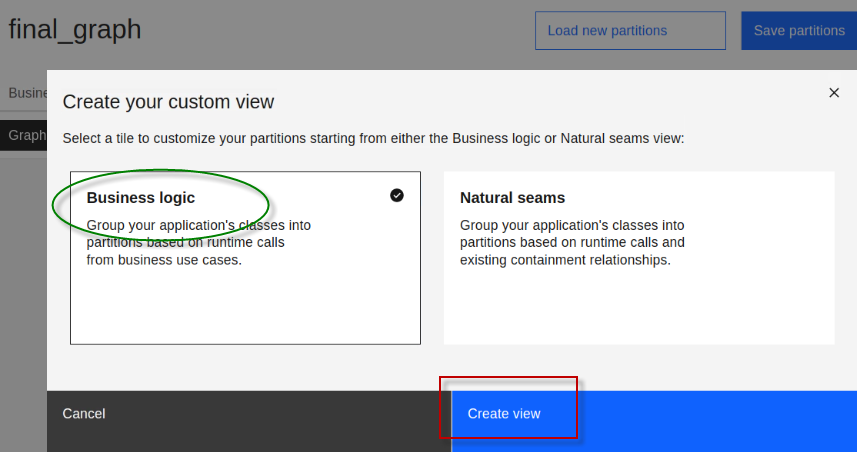 final_graph
Load new partitions
Save partitions
Busine
Graph
Create your custom view
Select a tile to customize your partitions starting from either the Business logic or Natural seams view:
Business logic
Group your application's classes into
partitions based on runtime calls
from business use cases.
Natural seams
Group your application's classes into
partitions based on runtime calls and
existing containment relationships.
Cancel
Create view